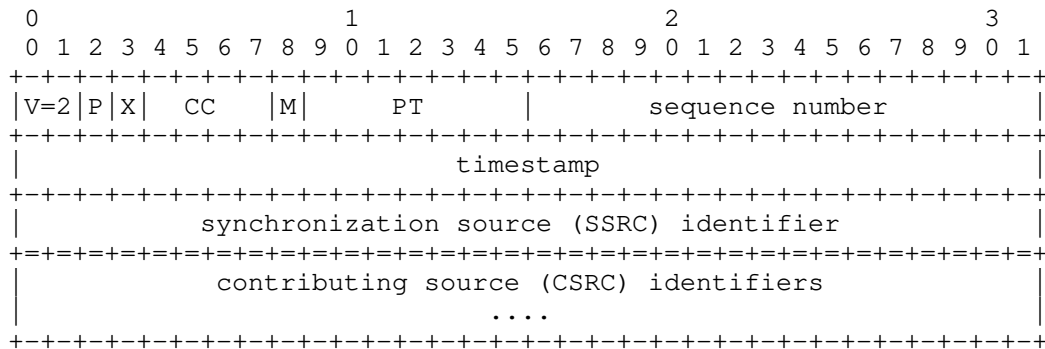 0                   1                   2                   3
 0 1 2 3 4 5 6 7 8 9 0 1 2 3 4 5 6 7 8 9 0 1 2 3 4 5 6 7 8 9 0 1
+-+-+-+-+-+-+-+-+-+-+-+-+-+-+-+-+-+-+-+-+-+-+-+-+-+-+-+-+-+-+-+-+
|V=2|P|X|  CC   |M|     PT      |       sequence number         |
+-+-+-+-+-+-+-+-+-+-+-+-+-+-+-+-+-+-+-+-+-+-+-+-+-+-+-+-+-+-+-+-+
|                           timestamp                           |
+-+-+-+-+-+-+-+-+-+-+-+-+-+-+-+-+-+-+-+-+-+-+-+-+-+-+-+-+-+-+-+-+
|           synchronization source (SSRC) identifier            |
+=+=+=+=+=+=+=+=+=+=+=+=+=+=+=+=+=+=+=+=+=+=+=+=+=+=+=+=+=+=+=+=+
|            contributing source (CSRC) identifiers             |
|                             ....                              |
+-+-+-+-+-+-+-+-+-+-+-+-+-+-+-+-+-+-+-+-+-+-+-+-+-+-+-+-+-+-+-+-+